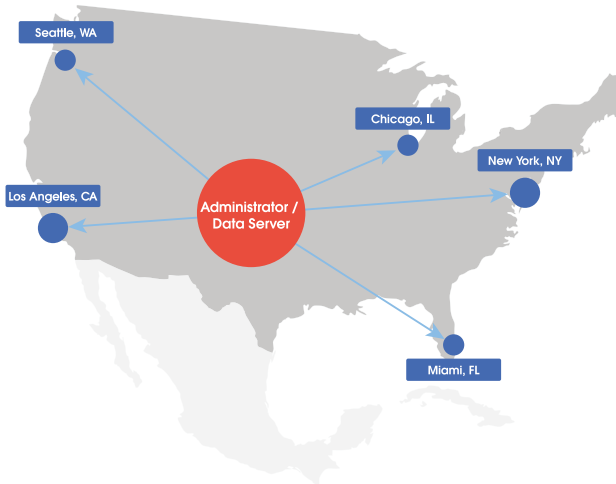 Seattle, WA
Chicago, IL
New York, NY
Los Angeles, CA
Administrator /
Data Server
Miami, FL